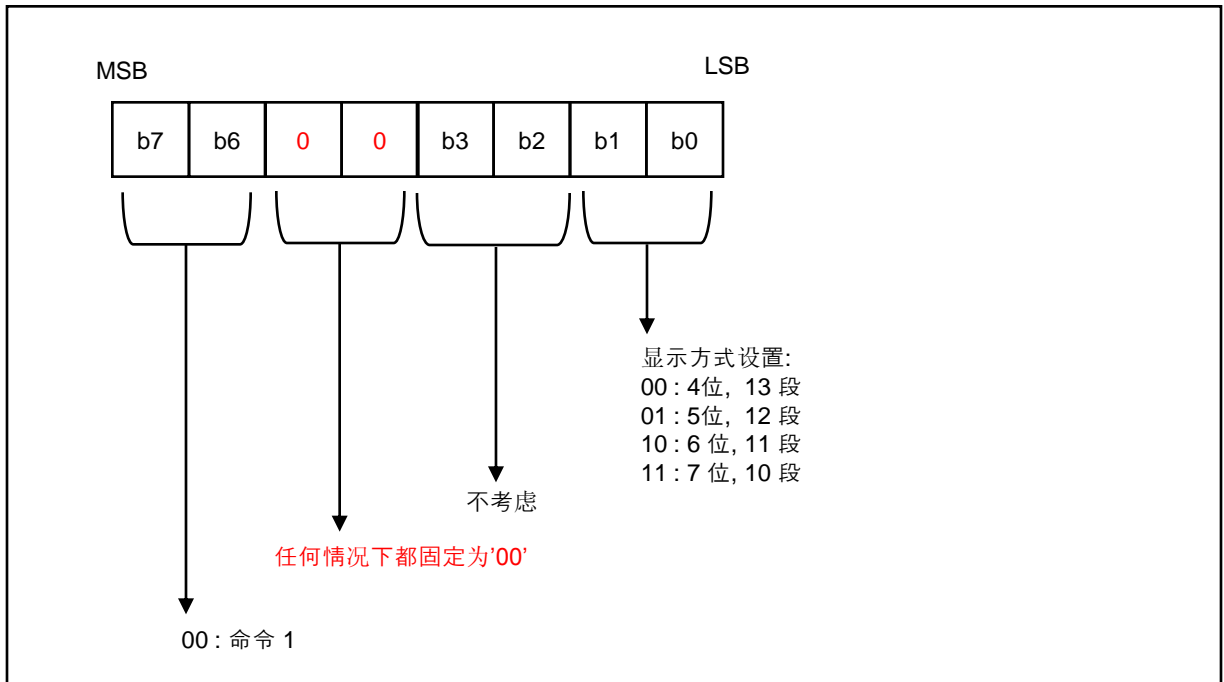 MSB
LSB
b7 b6 0 0 b3 b2 b1 b0
显示方式设置:
00 : 4位, 13 段
01 : 5位, 12 段
10 : 6 位, 11 段
11 : 7 位, 10 段
不考虑
任何情况下都固定为’00’
00 : 命令 1